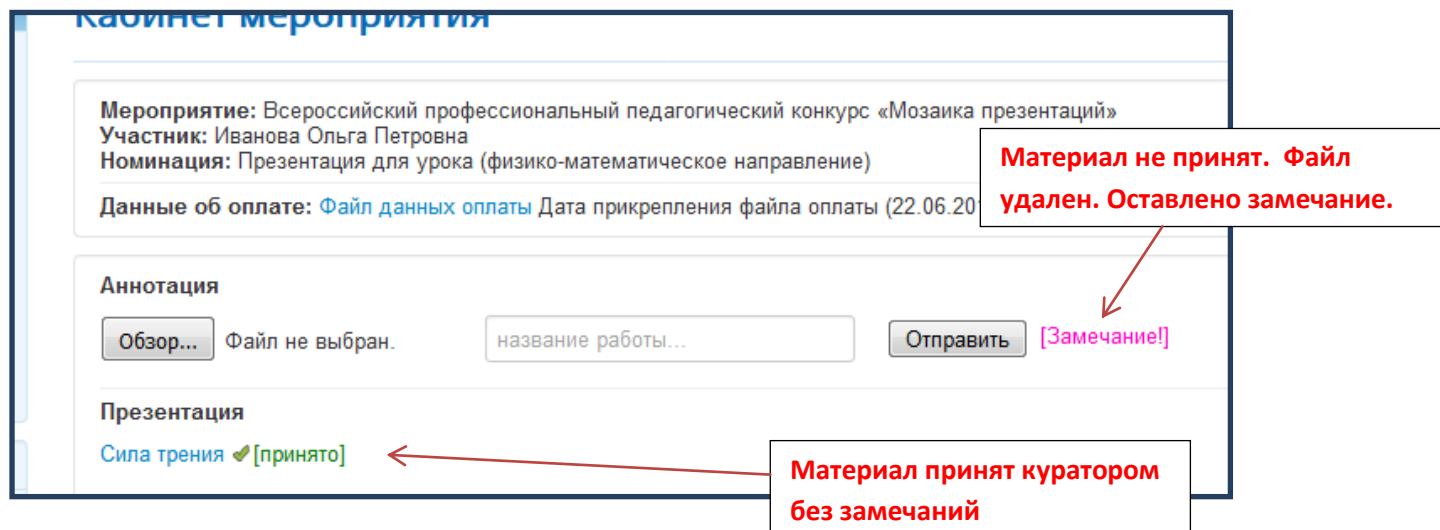 Кабинет мероприятия
Мероприятие: Всероссийский профессиональный педагогический конкурс «Мозаика презентаций»
Участник: Иванова Ольга Петровна
Номинация: Презентация для урока (физико-математическое направление)
Материал не принят. Файл
удален. Оставлено замечание.
Данные об оплате: Файл данных оплаты Дата прикрепления файла оплаты (22.06.20
Аннотация
Обзор... Файл не выбран. название работы... Отправить [Замечание!]
Презентация
Сила трения [принято]
Материал принят куратором
без замечаний